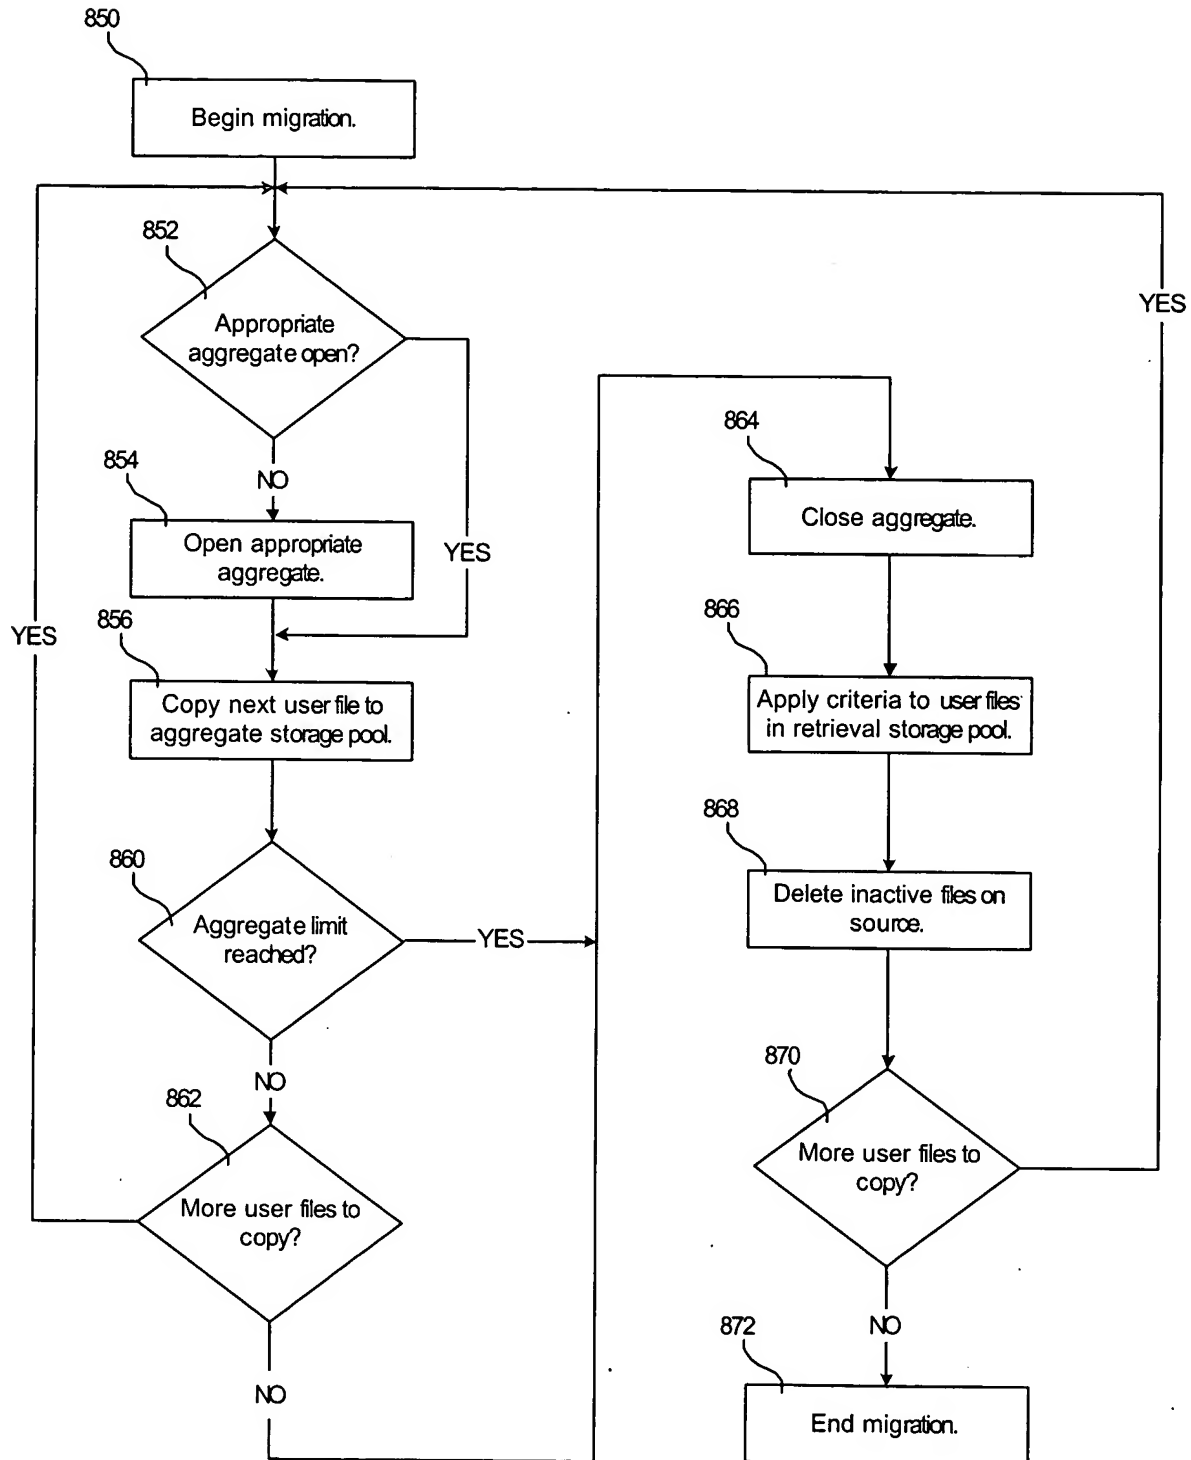 850
Begin migration.
852
Appropriate
aggregate open?
YES
NO
854
Open appropriate
aggregate.
YES
856
Copy next user file to
aggregate storage pool.
YES
860
Aggregate limit
reached?
YES
NO
862
More user files to
copy?
NO
864
Close aggregate.
866
Apply criteria to user files
in retrieval storage pool.
868
Delete inactive files on
source.
870
More user files to
copy?
NO
872
End migration.